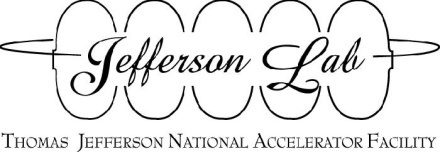 Jefferson Lab
THOMAS JEFFERSON NATIONAL ACCELERATOR FACILITY